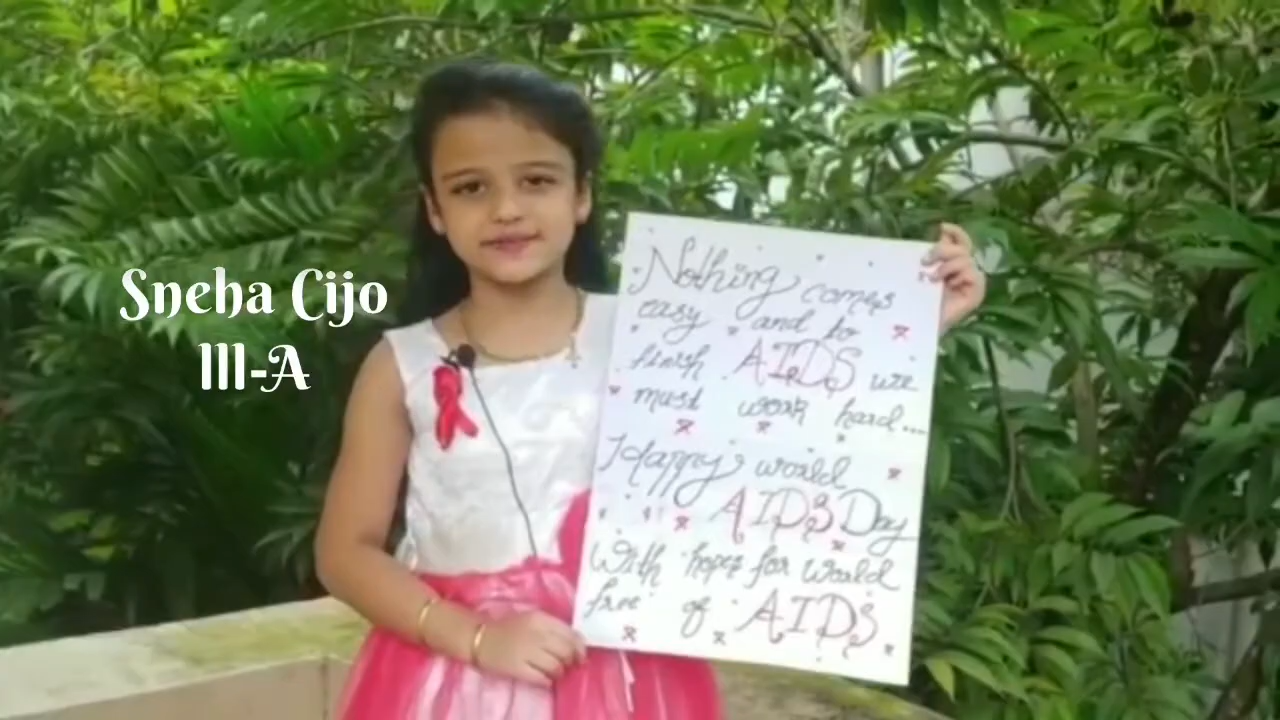 Sneha Cijo
III-A
Nothing comes
easy and to
finish AIDS we
must work hard...
Happy world
AIDS Day
With hope for world
free of AIDS